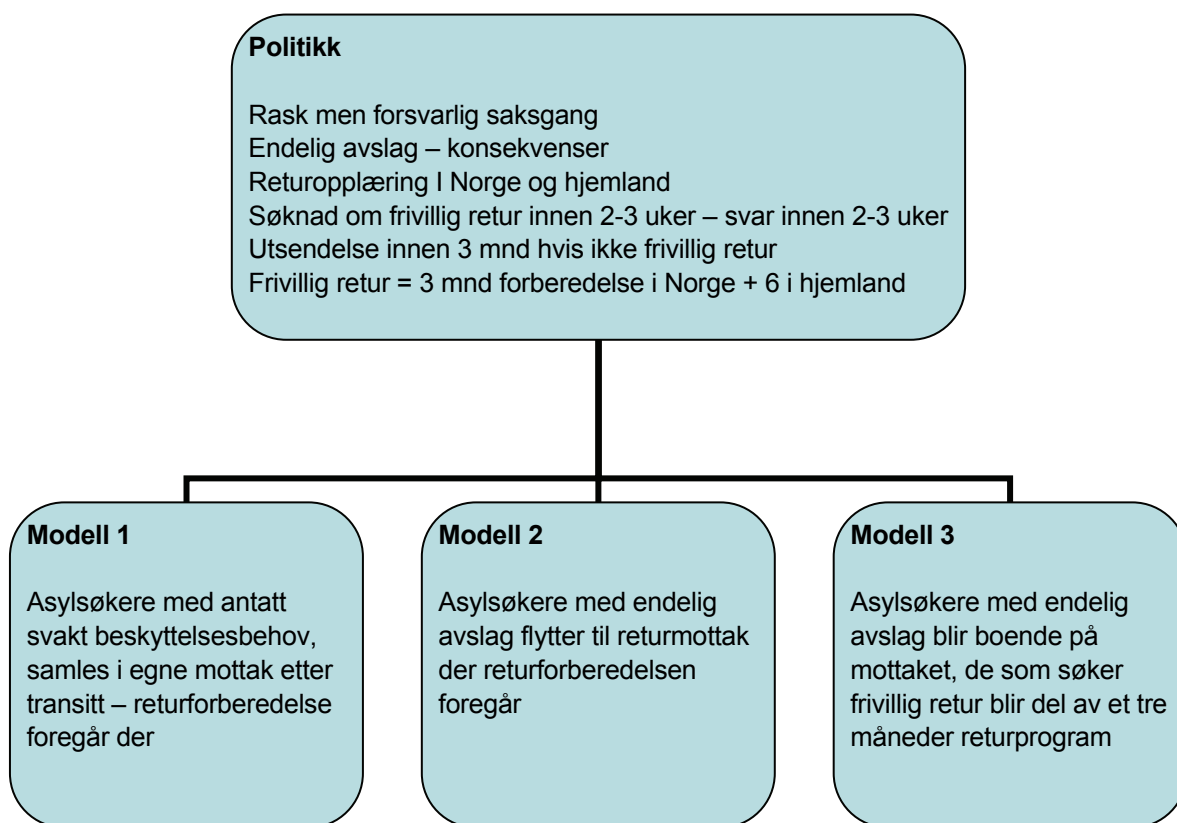 Politikk
Rask men forsvarlig saksgang
Endelig avslag – konsekvenser
Returopplæring I Norge og hjemland
Søknad om frivillig retur innen 2-3 uker – svar innen 2-3 uker
Utsendelse innen 3 mnd hvis ikke frivillig retur
Frivillig retur = 3 mnd forberedelse i Norge + 6 i hjemland
Modell 1
Asylsøkere med antatt
svakt beskyttelsesbehov,
samles i egne mottak etter
transitt – returforberedelse
foregår der
Modell 2
Asylsøkere med endelig
avslag flytter til returmottak
der returforberedelsen
foregår
Modell 3
Asylsøkere med endelig
avslag blir boende på
mottaket, de som søker
frivillig retur blir del av et tre
måneder returprogram